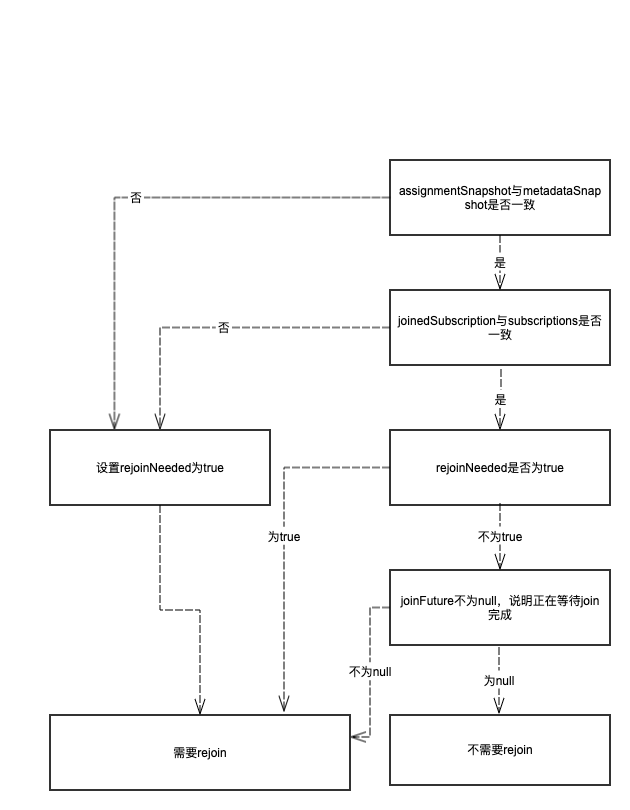 assignmentSnapshot与metadataSnap
shot是否一致
否
是
joinedSubscription与subscriptions是否
一致
否
是
设置rejoinNeeded为true
rejoinNeeded是否为true
为true
不为true
joinFuture不为null，说明正在等待join
完成
不为null
为null
需要rejoin
不需要rejoin